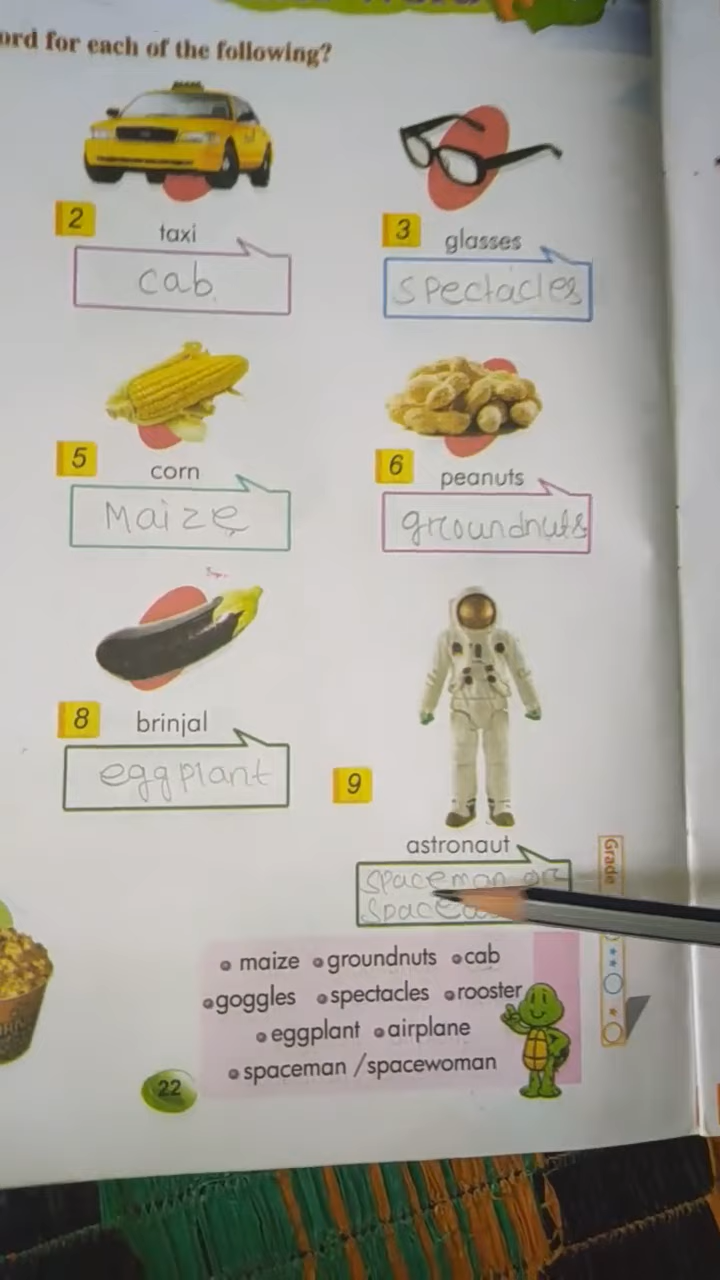 ord for each of the following?
2
taxi
cab
3
glasses
spectacles
5
corn
Maize
6
peanuts
groundnuts
8
brinjal
eggplant
9
astronaut
spaceman or
Grade
• maize • groundnuts • cab
• goggles • spectacles • rooster
• eggplant • airplane
• spaceman / spacewoman
22